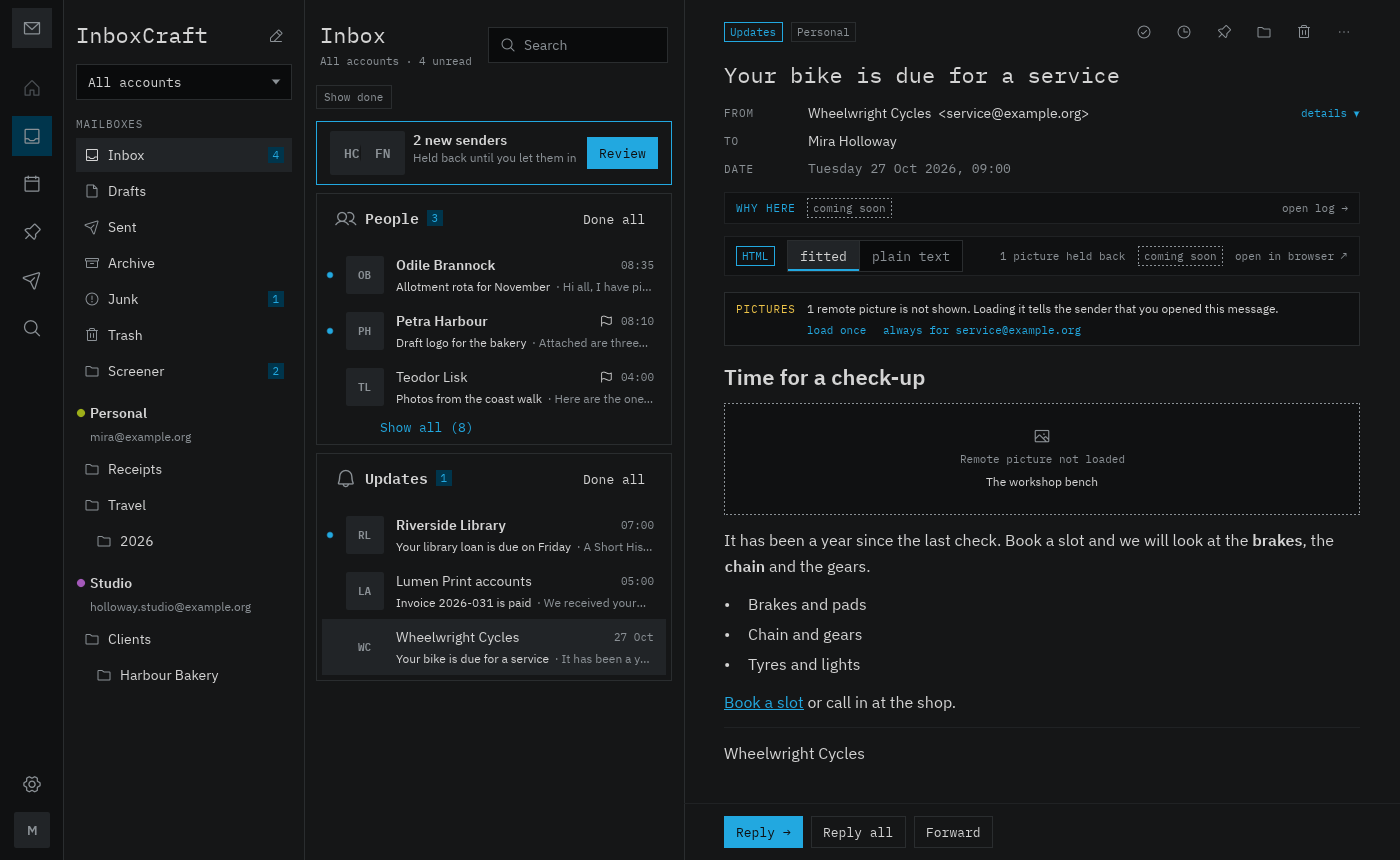 InboxCraft
All accounts
MAILBOXES
Inbox 4
Drafts
Sent
Archive
Junk 1
Trash
Screener 2
Personal
mira@example.org
Receipts
Travel
2026
Studio
holloway.studio@example.org
Clients
Harbour Bakery
M
Inbox
All accounts · 4 unread
Search
Show done
HC FN
2 new senders
Held back until you let them in
Review
People 3 Done all
OB
Odile Brannock 08:35
Allotment rota for November · Hi all, I have pi…
PH
Petra Harbour 08:10
Draft logo for the bakery · Attached are three…
TL
Teodor Lisk 04:00
Photos from the coast walk · Here are the one…
Show all (8)
Updates 1 Done all
RL
Riverside Library 07:00
Your library loan is due on Friday · A Short His…
LA
Lumen Print accounts 05:00
Invoice 2026-031 is paid · We received your…
WC
Wheelwright Cycles 27 Oct
Your bike is due for a service · It has been a y…
Updates Personal
Your bike is due for a service
FROM Wheelwright Cycles <service@example.org> details ▾
TO Mira Holloway
DATE Tuesday 27 Oct 2026, 09:00
WHY HERE coming soon open log →
HTML fitted plain text 1 picture held back coming soon open in browser ↗
PICTURES 1 remote picture is not shown. Loading it tells the sender that you opened this message.
load once always for service@example.org
Time for a check-up
Remote picture not loaded
The workshop bench
It has been a year since the last check. Book a slot and we will look at the brakes, the
chain and the gears.
• Brakes and pads
• Chain and gears
• Tyres and lights
Book a slot or call in at the shop.
Wheelwright Cycles
Reply → Reply all Forward